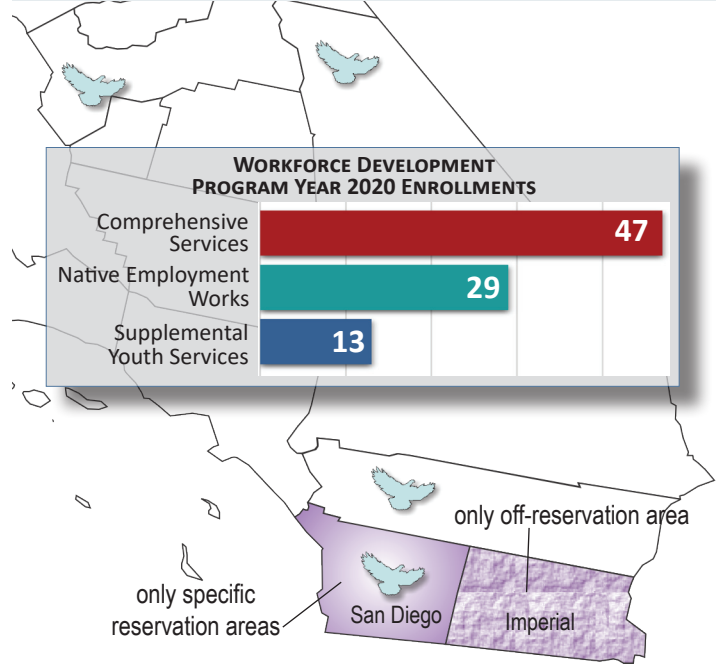 WORKFORCE DEVELOPMENT
PROGRAM YEAR 2020 ENROLLMENTS
Comprehensive
Services
47
Native Employment
Works
29
Supplemental
Youth Services
13
only off-reservation area
only specific
reservation areas
San Diego
Imperial